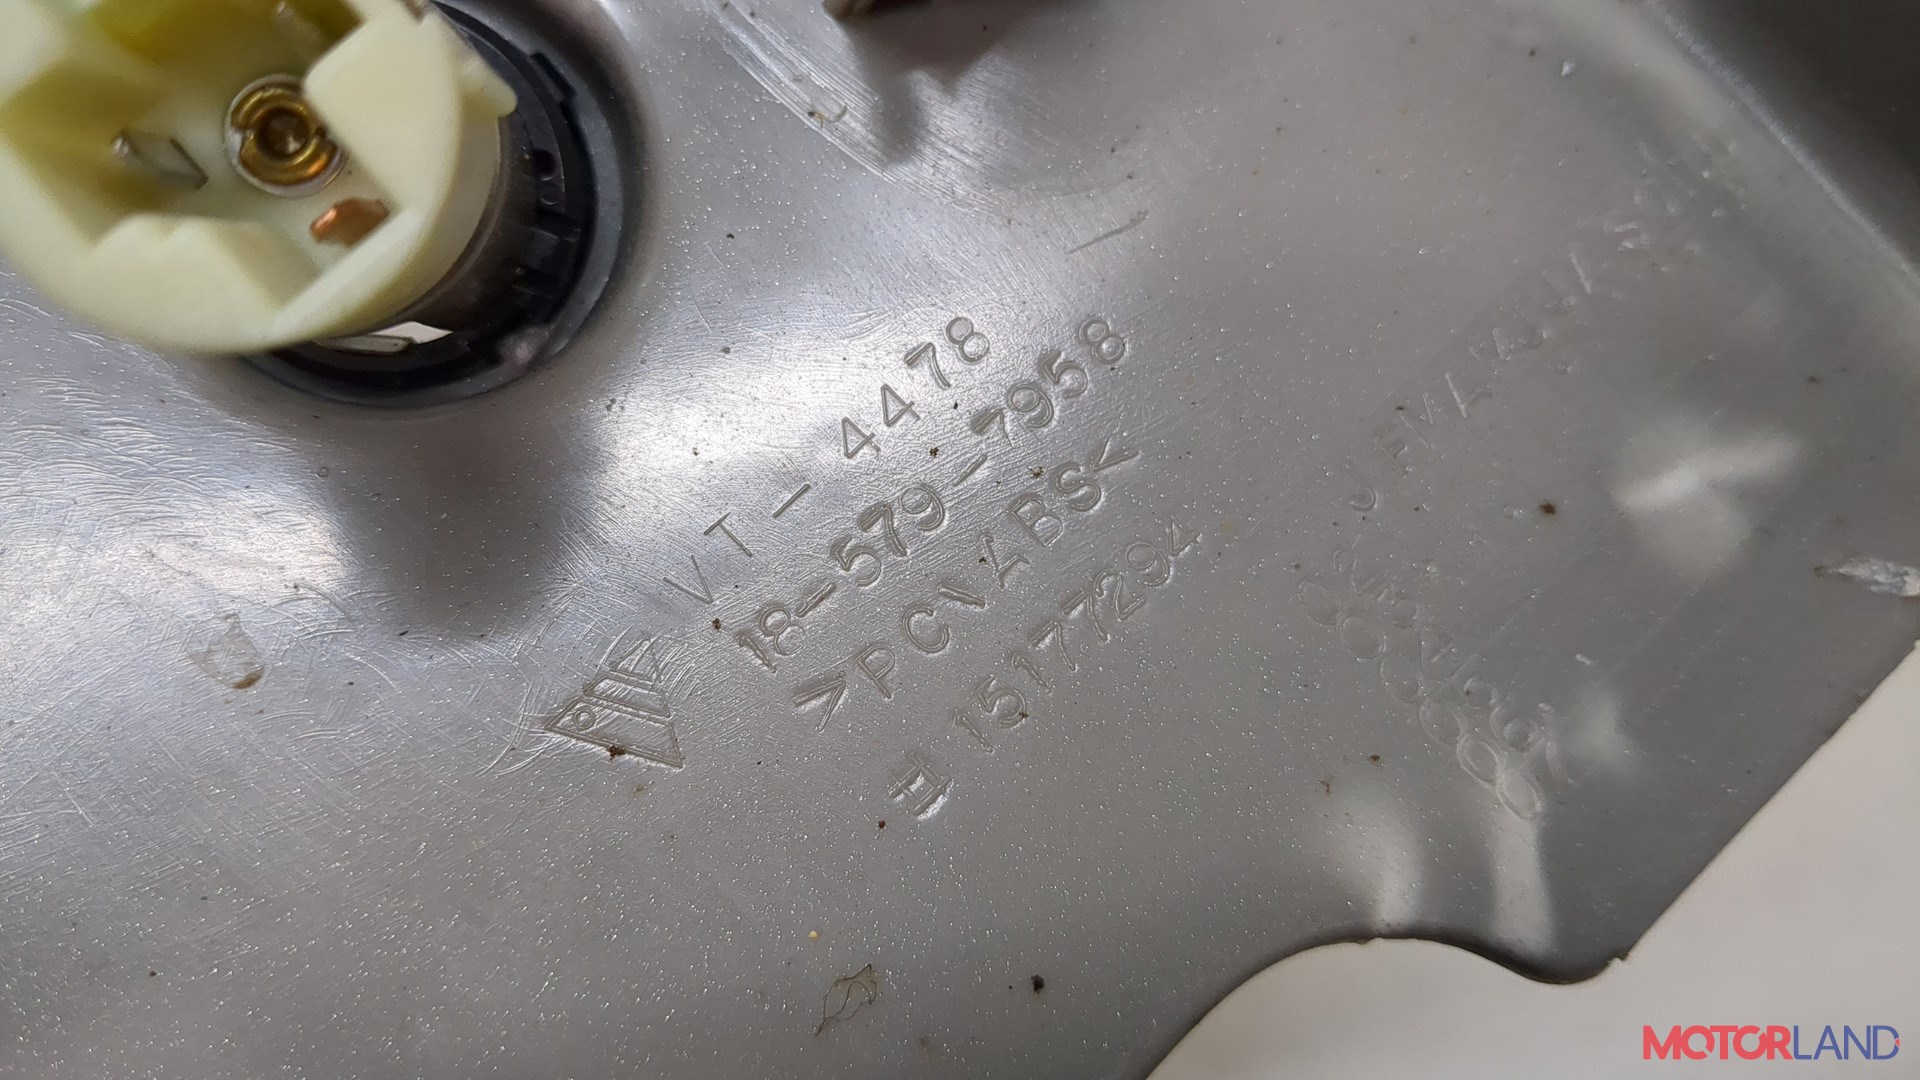 VT-4478
18-579-7958
>PC\ABS<
H 15177294
MOTORLAND